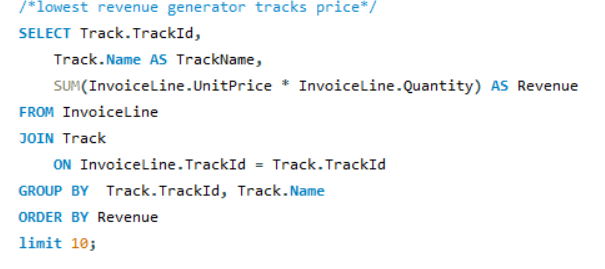 /*lowest revenue generator tracks price*/
SELECT Track.TrackId,
    Track.Name AS TrackName,
    SUM(InvoiceLine.UnitPrice * InvoiceLine.Quantity) AS Revenue
FROM InvoiceLine
JOIN Track
    ON InvoiceLine.TrackId = Track.TrackId
GROUP BY  Track.TrackId, Track.Name
ORDER BY Revenue
limit 10;